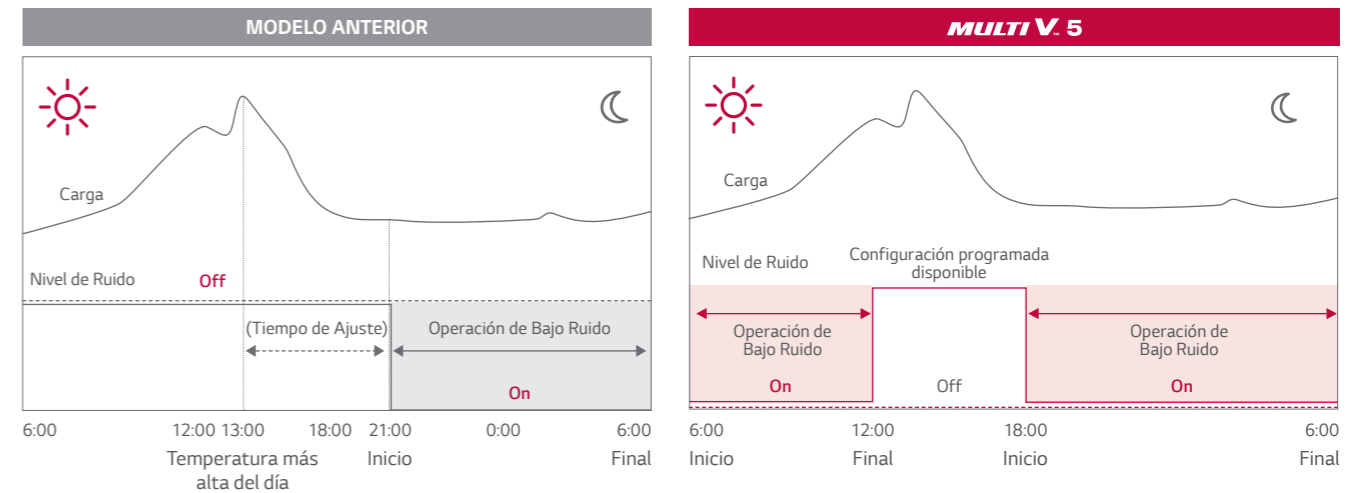 MODELO ANTERIOR
Carga
Nivel de Ruido
Off
(Tiempo de Ajuste)
Operación de Bajo Ruido
On
6:00 12:00 13:00 18:00 21:00 0:00 6:00
Temperatura más
alta del día
Inicio
Final
MULTI V™ 5
Carga
Nivel de Ruido
Configuración programada
disponible
Operación de
Bajo Ruido
On
Off
Operación de
Bajo Ruido
On
6:00 12:00 18:00 6:00
Inicio Final Inicio Final